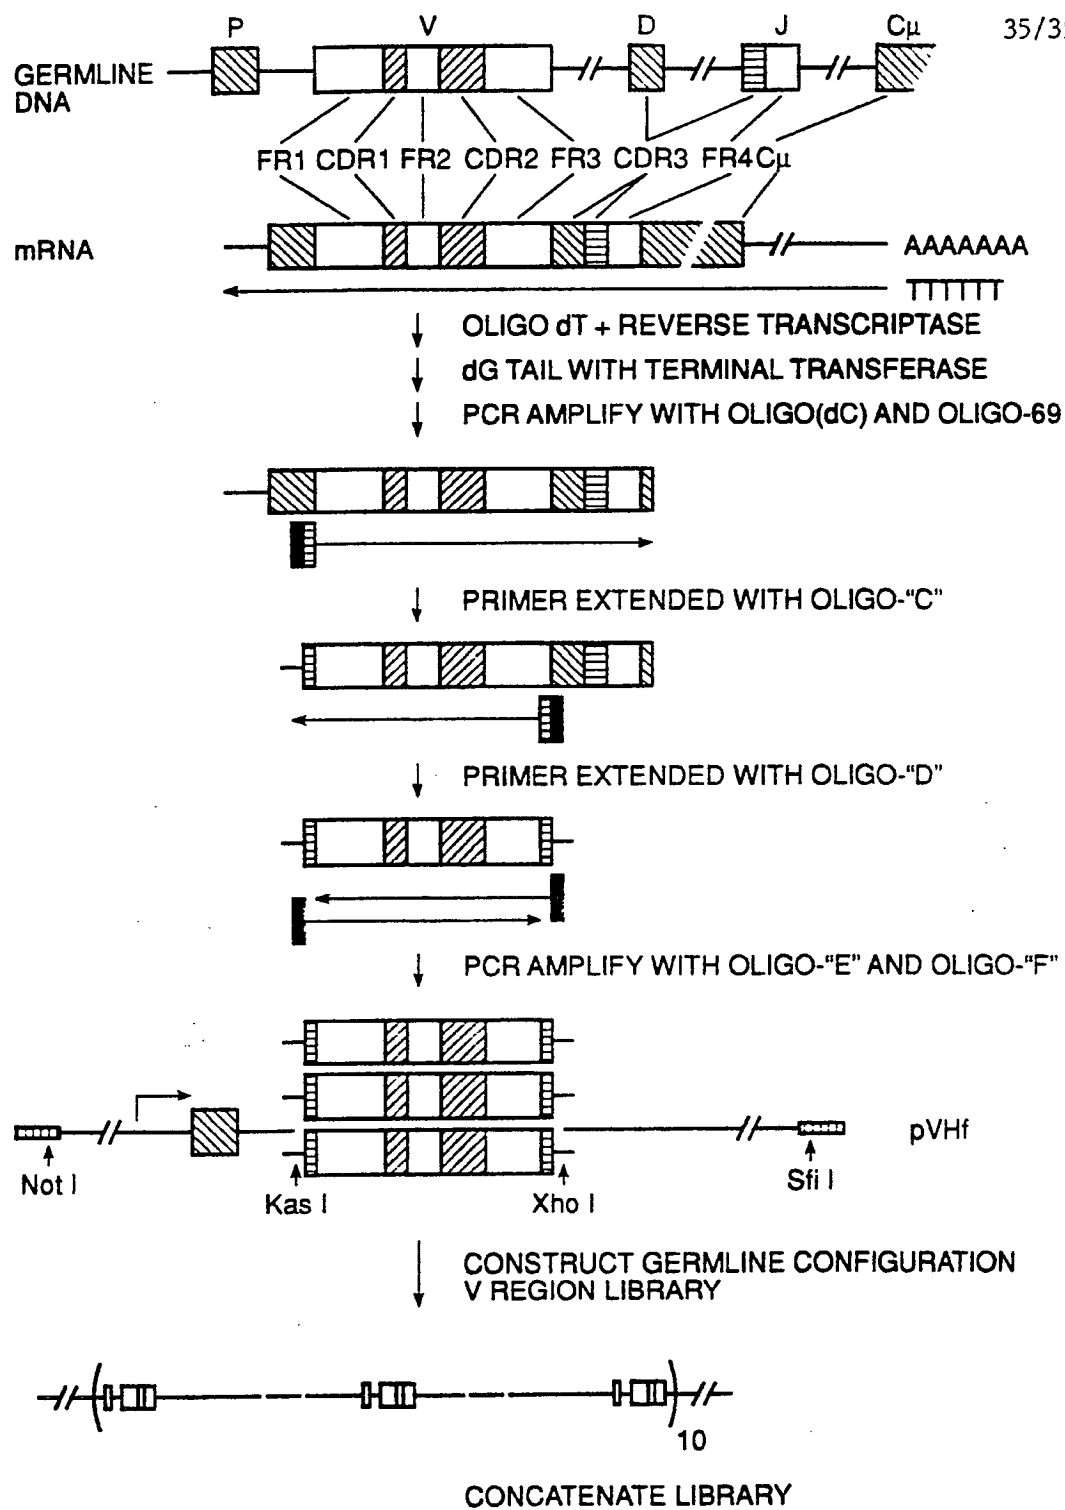 P V D J Cμ 35/3
GERMLINE
DNA
FR1 CDR1 FR2 CDR2 FR3 CDR3 FR4 Cμ
mRNA
AAAAAAA
TTTTTT
OLIGO dT + REVERSE TRANSCRIPTASE
dG TAIL WITH TERMINAL TRANSFERASE
PCR AMPLIFY WITH OLIGO(dC) AND OLIGO-69
PRIMER EXTENDED WITH OLIGO-"C"
PRIMER EXTENDED WITH OLIGO-"D"
PCR AMPLIFY WITH OLIGO-"E" AND OLIGO-"F"
pVHf
Not I Kas I Xho I Sfi I
CONSTRUCT GERMLINE CONFIGURATION
V REGION LIBRARY
10
CONCATENATE LIBRARY